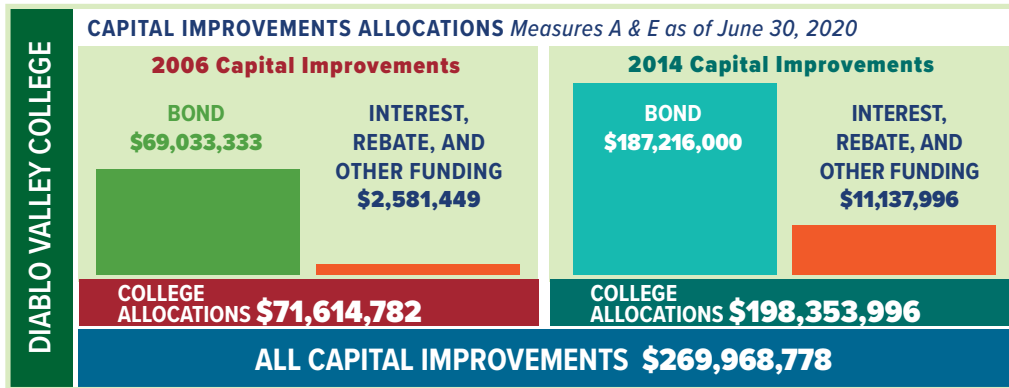 DIABLO VALLEY COLLEGE
CAPITAL IMPROVEMENTS ALLOCATIONS Measures A & E as of June 30, 2020
2006 Capital Improvements
BOND
$69,033,333
INTEREST,
REBATE, AND
OTHER FUNDING
$2,581,449
COLLEGE
ALLOCATIONS $71,614,782
2014 Capital Improvements
BOND
$187,216,000
INTEREST,
REBATE, AND
OTHER FUNDING
$11,137,996
COLLEGE
ALLOCATIONS $198,353,996
ALL CAPITAL IMPROVEMENTS $269,968,778